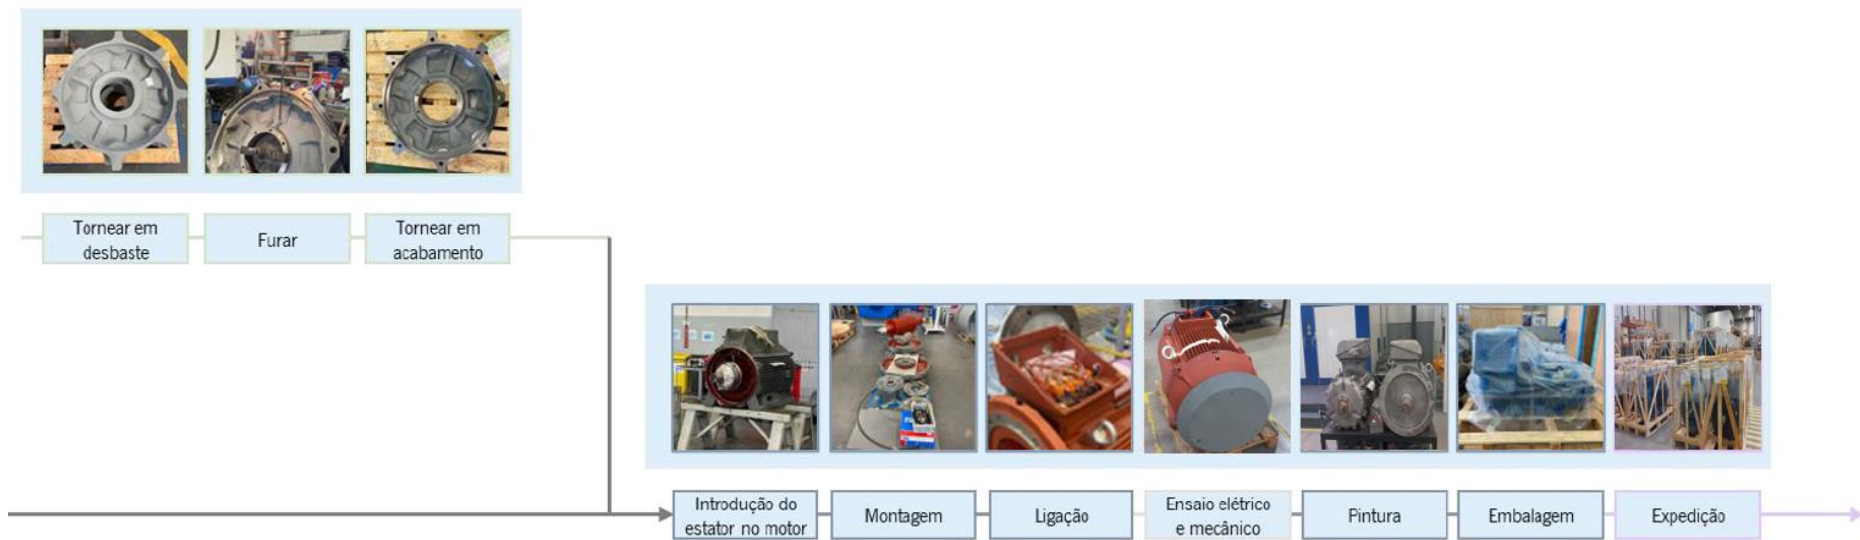 Tornear em
desbaste
Furar
Tornear em
acabamento
Introdução do
estator no motor
Montagem
Ligação
Ensaio elétrico
e mecânico
Pintura
Embalagem
Expedição